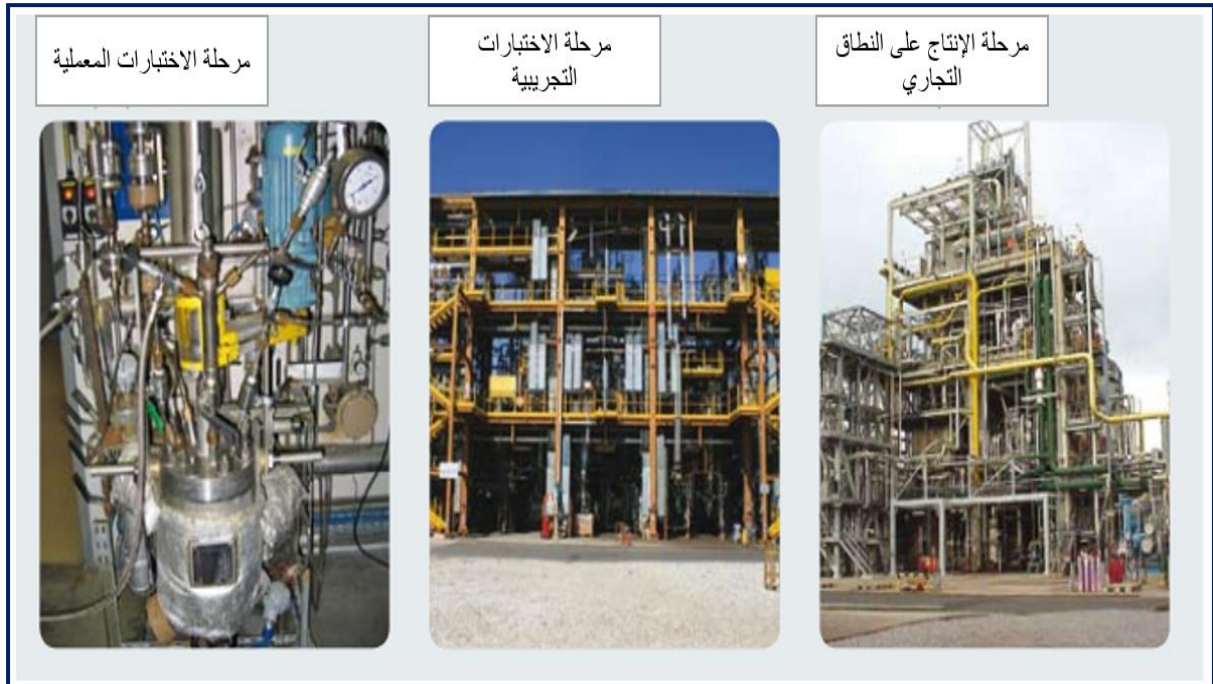 مرحلة الإنتاج على النطاق
التجاري
مرحلة الاختبارات
التجريبية
مرحلة الاختبارات المعملية